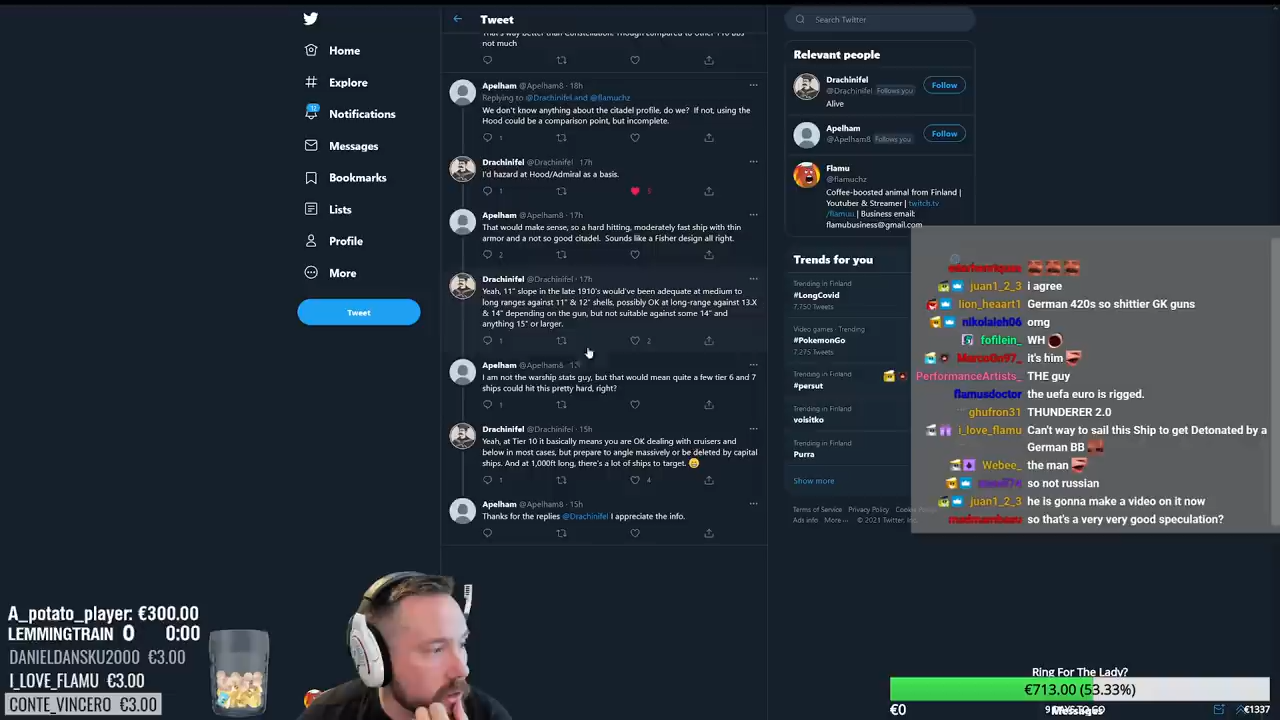 Tweet
Search Twitter
That's way better than Constellation. Though compared to other T10 BBs
not much
Home
Explore
Notifications
Messages
Bookmarks
Lists
Profile
More
Tweet
Apelham @Apelham8 · 18h
Replying to @Drachinifel and @flamuchz
We don't know anything about the citadel profile, do we? If not, using the
Hood could be a comparison point, but incomplete.
1
Drachinifel @Drachinifel · 17h
I'd hazard at Hood/Admiral as a basis.
1 1
Apelham @Apelham8 · 17h
That would make sense, so a hard hitting, moderately fast ship with thin
armor and a not so good citadel. Sounds like a Fisher design all right.
2
Drachinifel @Drachinifel · 17h
Yeah, 11" slope in the late 1910's would've been adequate at medium to
long ranges against 11" & 12" shells, possibly OK at long-range against 13.X
& 14" depending on the gun, but not suitable against some 14" and
anything 15" or larger.
1 2
Apelham @Apelham8 · 17h
I am not the warship stats guy, but that would mean quite a few tier 6 and 7
ships could hit this pretty hard, right?
1
Drachinifel @Drachinifel · 15h
Yeah, at Tier 10 it basically means you are OK dealing with cruisers and
below in most cases, but prepare to angle massively or be deleted by capital
ships. And at 1,000ft long, there's a lot of ships to target. 😄
1 4
Apelham @Apelham8 · 15h
Thanks for the replies @Drachinifel I appreciate the info.
Relevant people
Drachinifel
@Drachinifel Follows you
Follow
Alive
Apelham
@Apelham8 Follows you
Follow
Flamu
@flamuchz
Coffee-boosted animal from Finland |
Youtuber & Streamer | twitch.tv
/flamuu | Business email:
flamubusiness@gmail.com
Trends for you
Trending in Finland
#LongCovid
7,750 Tweets
Video games · Trending
#PokemonGo
7,275 Tweets
Trending in Finland
#persut
Trending in Finland
voisitko
Trending in Finland
Purra
Show more
Terms of Service Privacy Policy
Ads info More ··· © 2021 Twitter, Inc.
juan1_2_3 i agree
lion_heaart1 German 420s so shittier GK guns
nikolaieh06 omg
fofilein_ WH
MarcoGn97_ it's him
PerformanceArtists_ THE guy
flamusdoctor the uefa euro is rigged.
ghufron31 THUNDERER 2.0
i_love_flamu Can't way to sail this Ship to get Detonated by a
German BB
Webee_ the man
so not russian
juan1_2_3 he is gonna make a video on it now
so that's a very very good speculation?
A_potato_player: €300.00
LEMMINGTRAIN 0 0:00
DANIELDANSKU2000 €3.00
I_LOVE_FLAMU €3.00
CONTE_VINCERO €3.00
Ring For The Lady?
€713.00 (53.33%)
€0
€1337
Messages